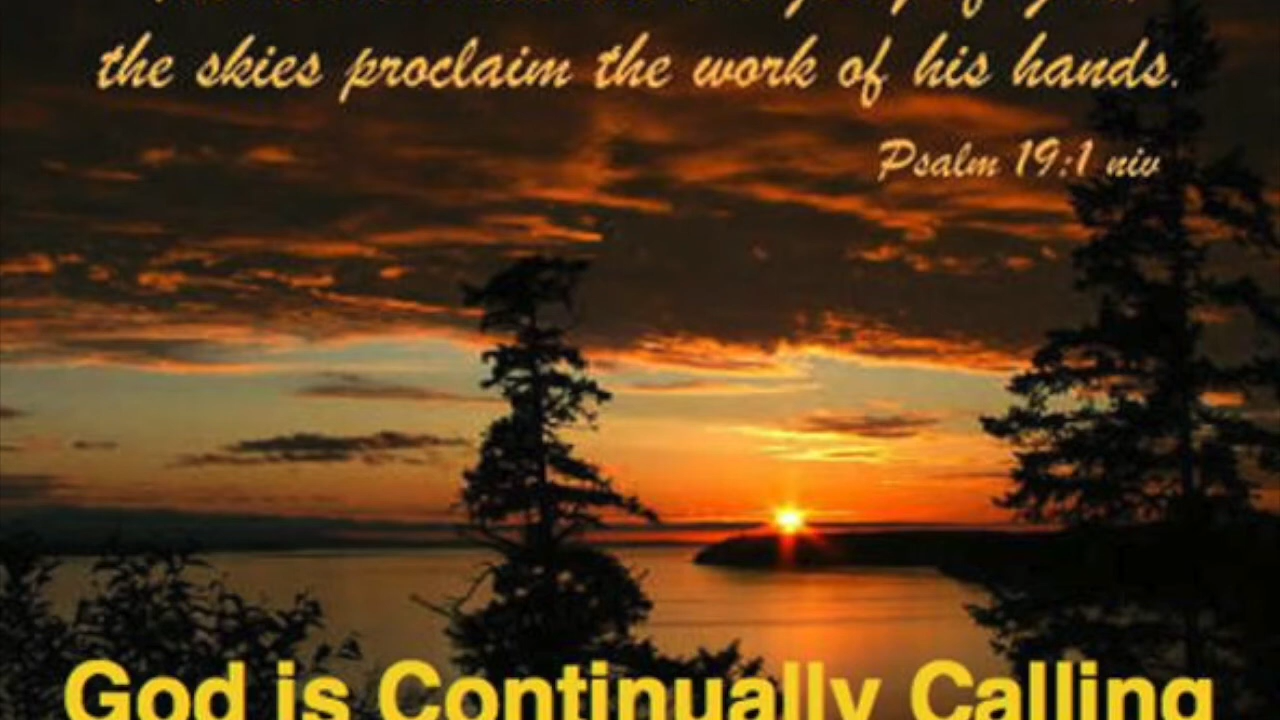 the skies proclaim the work of his hands.
Psalm 19:1 niv
God is Continually Calling